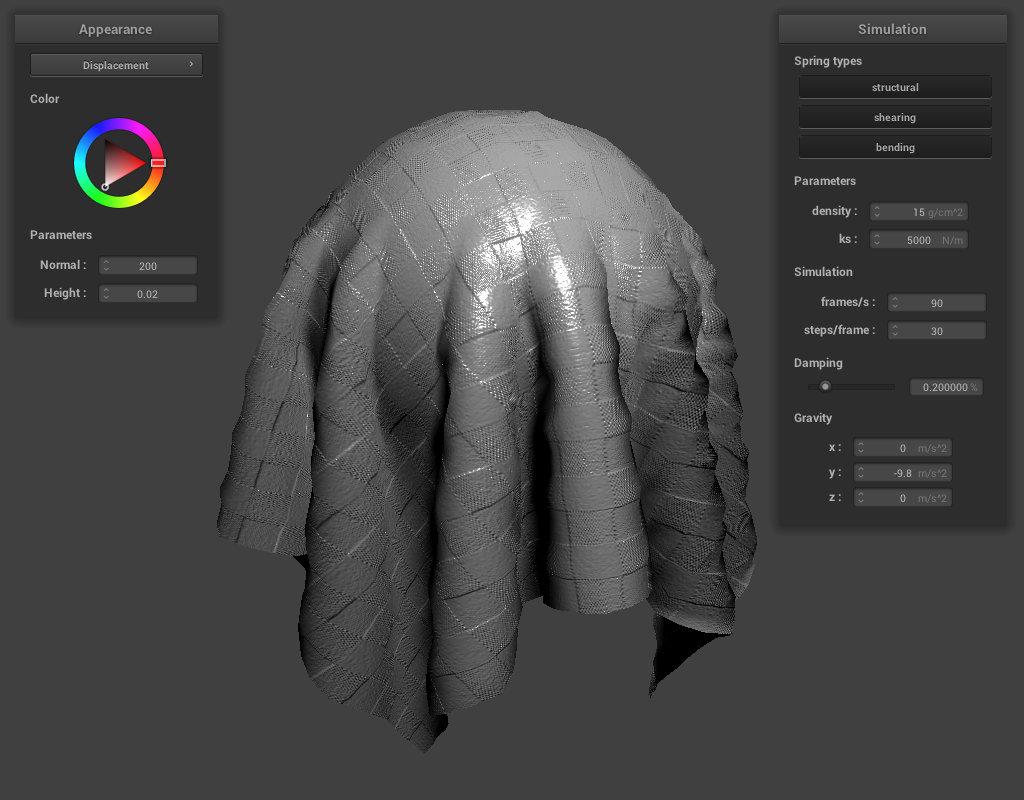 Appearance
Displacement ›
Color
Parameters
Normal : 200
Height : 0.02
Simulation
Spring types
structural
shearing
bending
Parameters
density : 15 g/cm^2
ks : 5000 N/m
Simulation
frames/s : 90
steps/frame : 30
Damping
0.200000 %
Gravity
x : 0 m/s^2
y : -9.8 m/s^2
z : 0 m/s^2